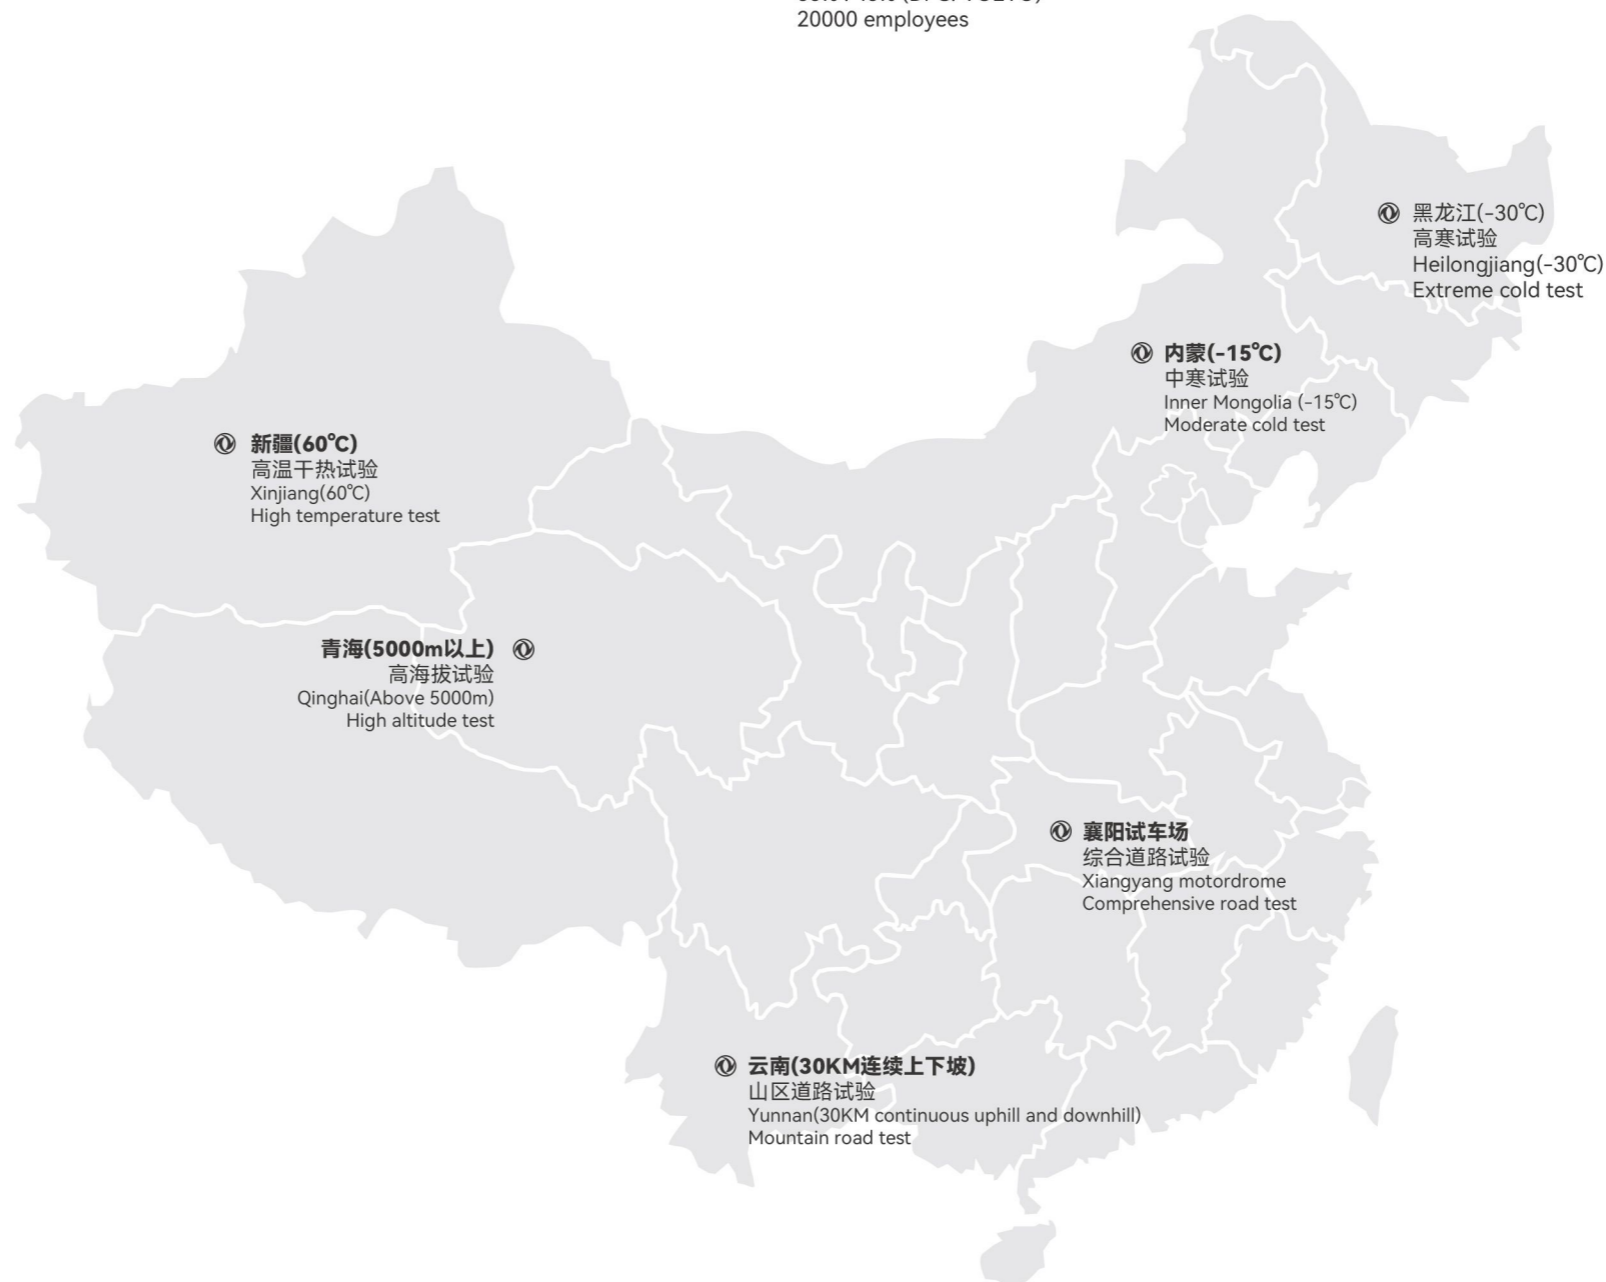 20000 employees
黑龙江(-30℃)
高寒试验
Heilongjiang(-30℃)
Extreme cold test
内蒙(-15℃)
中寒试验
Inner Mongolia (-15℃)
Moderate cold test
新疆(60℃)
高温干热试验
Xinjiang(60℃)
High temperature test
青海(5000m以上)
高海拔试验
Qinghai(Above 5000m)
High altitude test
襄阳试车场
综合道路试验
Xiangyang motordrome
Comprehensive road test
云南(30KM连续上下坡)
山区道路试验
Yunnan(30KM continuous uphill and downhill)
Mountain road test